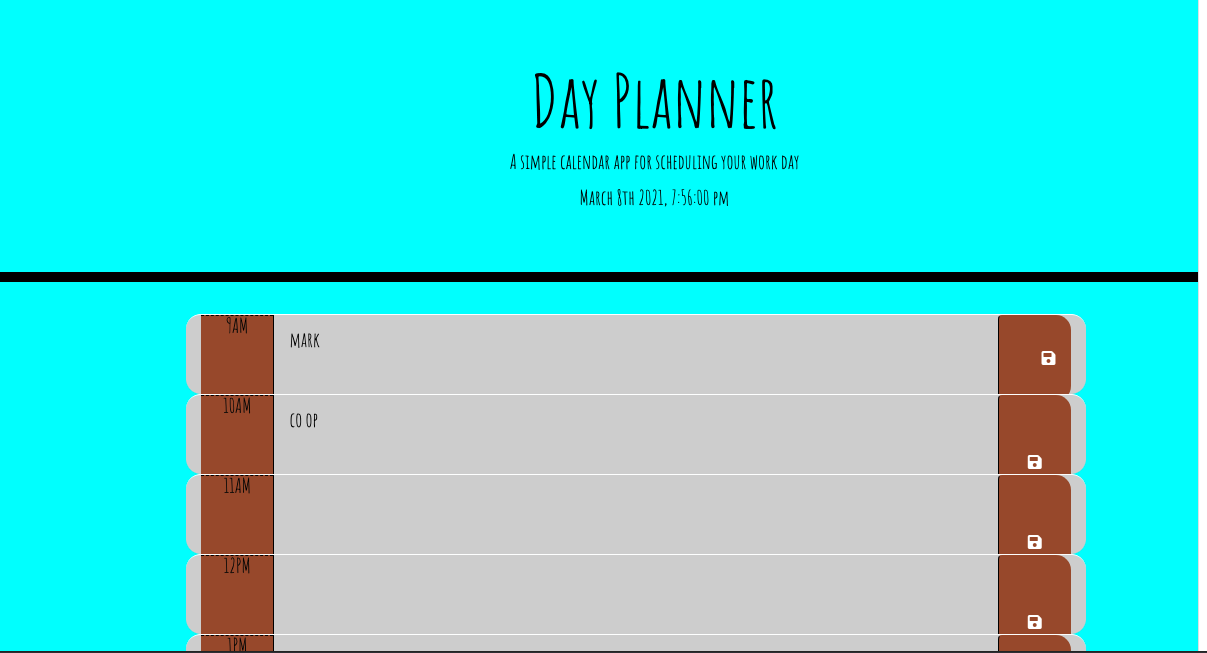 Day Planner
A simple calendar app for scheduling your work day
March 8th 2021, 7:56:00 pm
9AM
mark
10AM
co op
11AM
12PM
1PM